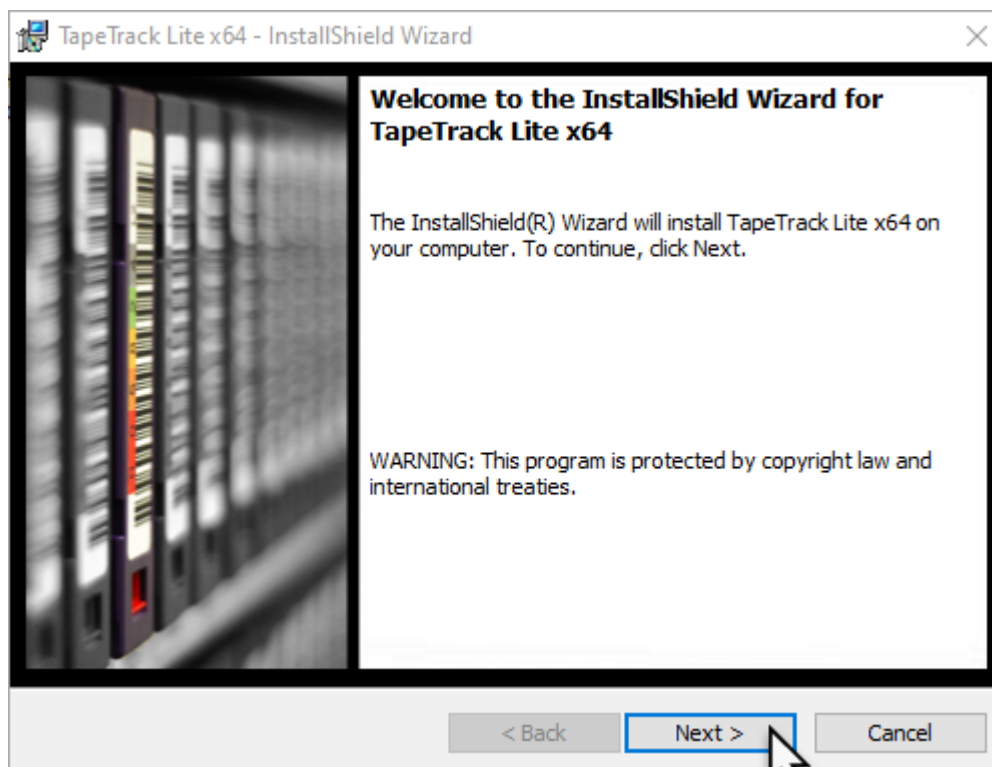 TapeTrack Lite x64 - InstallShield Wizard
Welcome to the InstallShield Wizard for
TapeTrack Lite x64
The InstallShield(R) Wizard will install TapeTrack Lite x64 on
your computer. To continue, click Next.
WARNING: This program is protected by copyright law and
international treaties.
< Back
Next >
Cancel